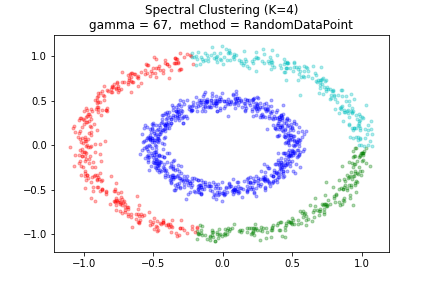 Spectral Clustering (K=4)
gamma = 67,  method = RandomDataPoint
1.0
0.5
0.0
−0.5
−1.0
−1.0 −0.5 0.0 0.5 1.0